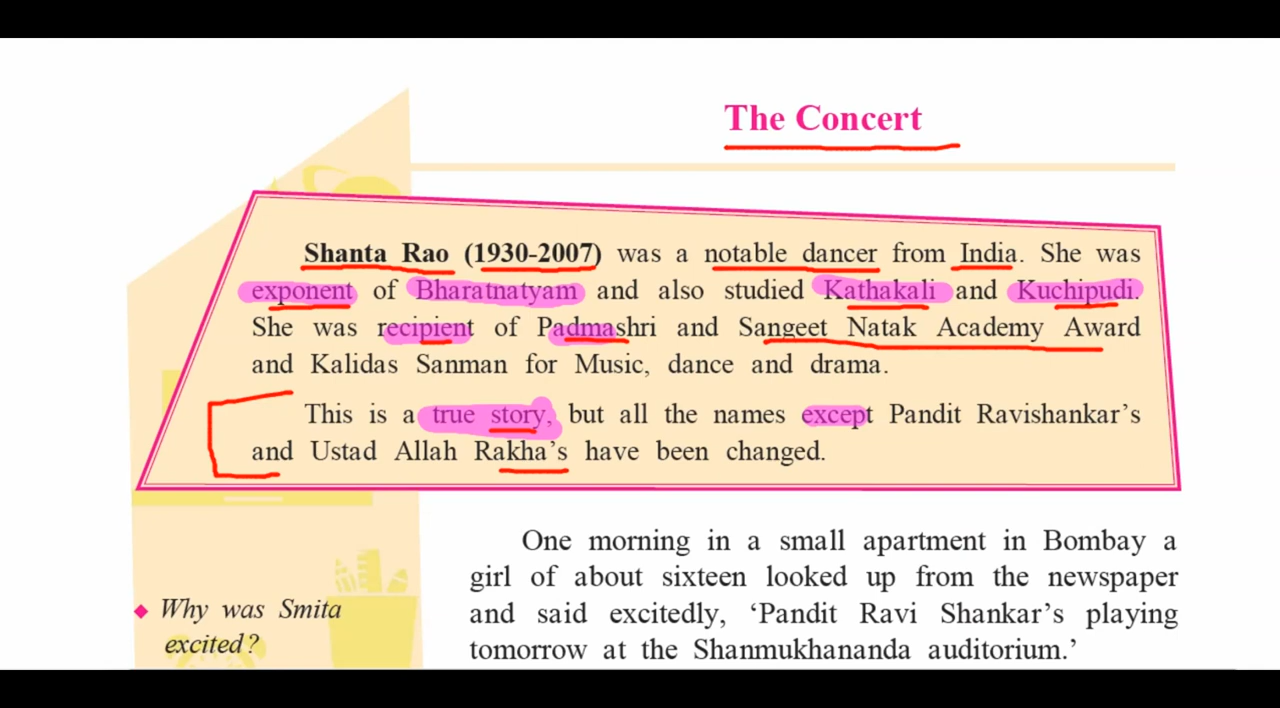 The Concert
Shanta Rao (1930-2007) was a notable dancer from India. She was
exponent of Bharatnatyam and also studied Kathakali and Kuchipudi.
She was recipient of Padmashri and Sangeet Natak Academy Award
and Kalidas Sanman for Music, dance and drama.
This is a true story, but all the names except Pandit Ravishankar’s
and Ustad Allah Rakha’s have been changed.
One morning in a small apartment in Bombay a
girl of about sixteen looked up from the newspaper
and said excitedly, ‘Pandit Ravi Shankar’s playing
tomorrow at the Shanmukhananda auditorium.’
◆ Why was Smita
excited?